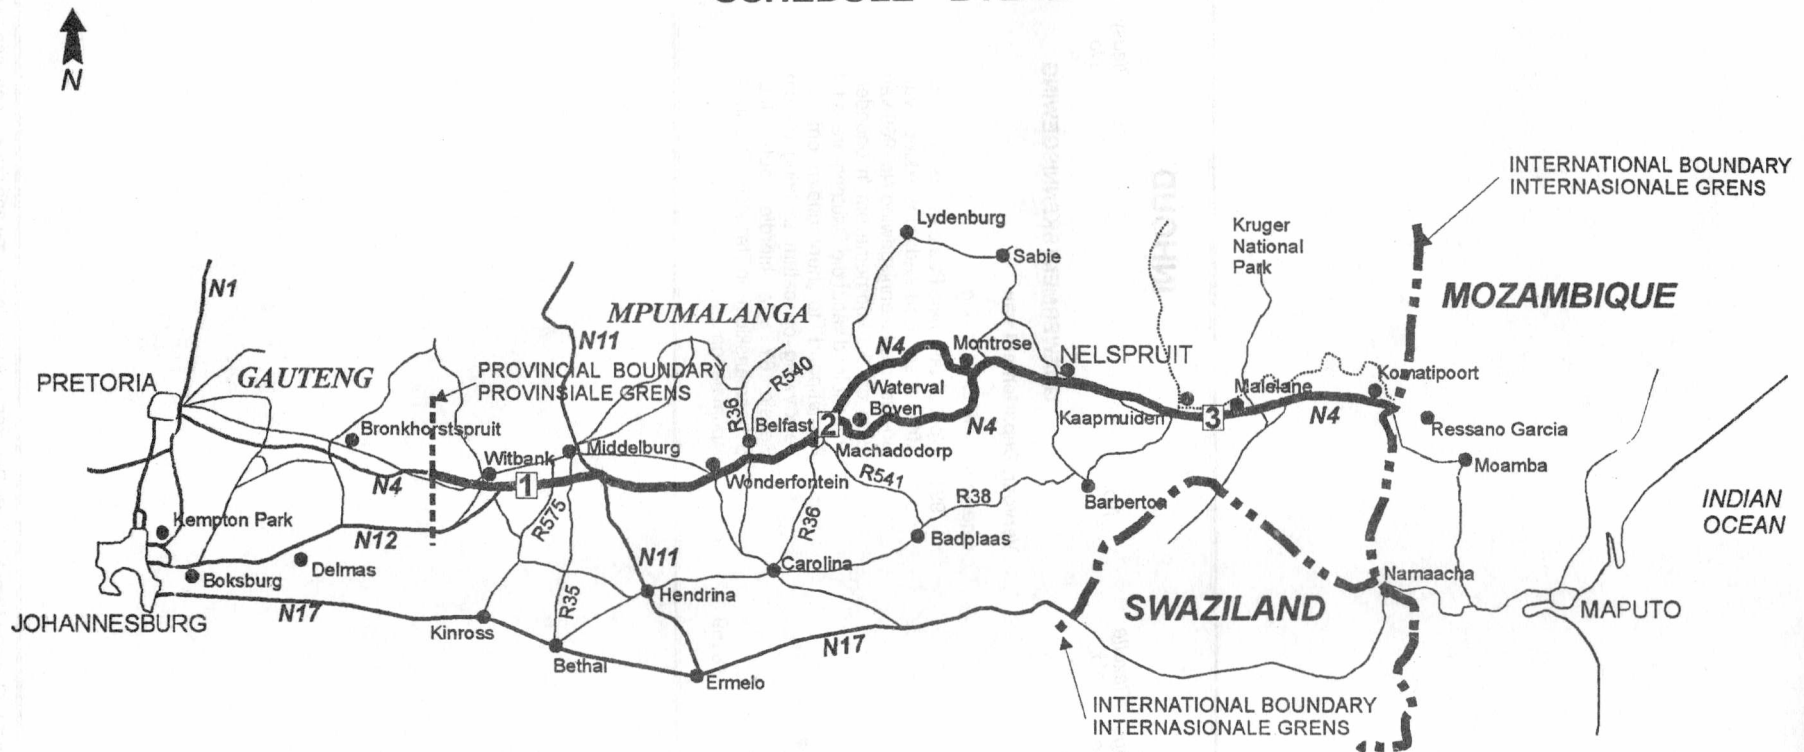 N
INTERNATIONAL BOUNDARY
INTERNASIONALE GRENS
Lydenburg
Kruger
National
Park
Sabie
N1
MOZAMBIQUE
MPUMALANGA
N11
N4
Montrose
NELSPRUIT
PROVINCIAL BOUNDARY
PROVINSIALE GRENS
R540
GAUTENG
PRETORIA
Komatipoort
Malelane
Waterval
Boven
R36
N4
N4
3
Kaapmuiden
2
Belfast
Bronkhorstspruit
Ressano Garcia
Middelburg
Machadodorp
Witbank
Moamba
1
N4
Wonderfontein
R541
R38
Barberton
INDIAN
OCEAN
Kempton Park
R575
R36
N12
Badplaas
N11
Carolina
Delmas
Boksburg
Namaacha
Hendrina
R35
SWAZILAND
MAPUTO
N17
JOHANNESBURG
Kinross
N17
Bethal
Ermelo
INTERNATIONAL BOUNDARY
INTERNASIONALE GRENS